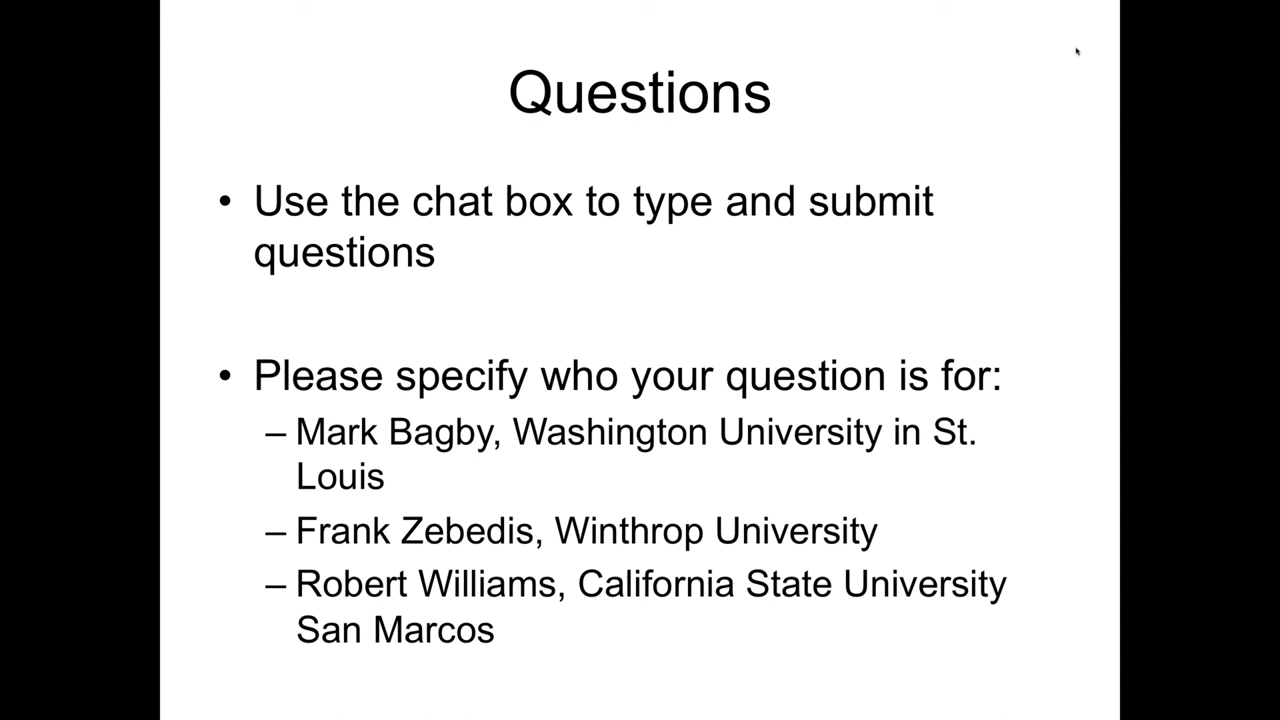 Questions
• Use the chat box to type and submit
questions
• Please specify who your question is for:
– Mark Bagby, Washington University in St.
Louis
– Frank Zebedis, Winthrop University
– Robert Williams, California State University
San Marcos